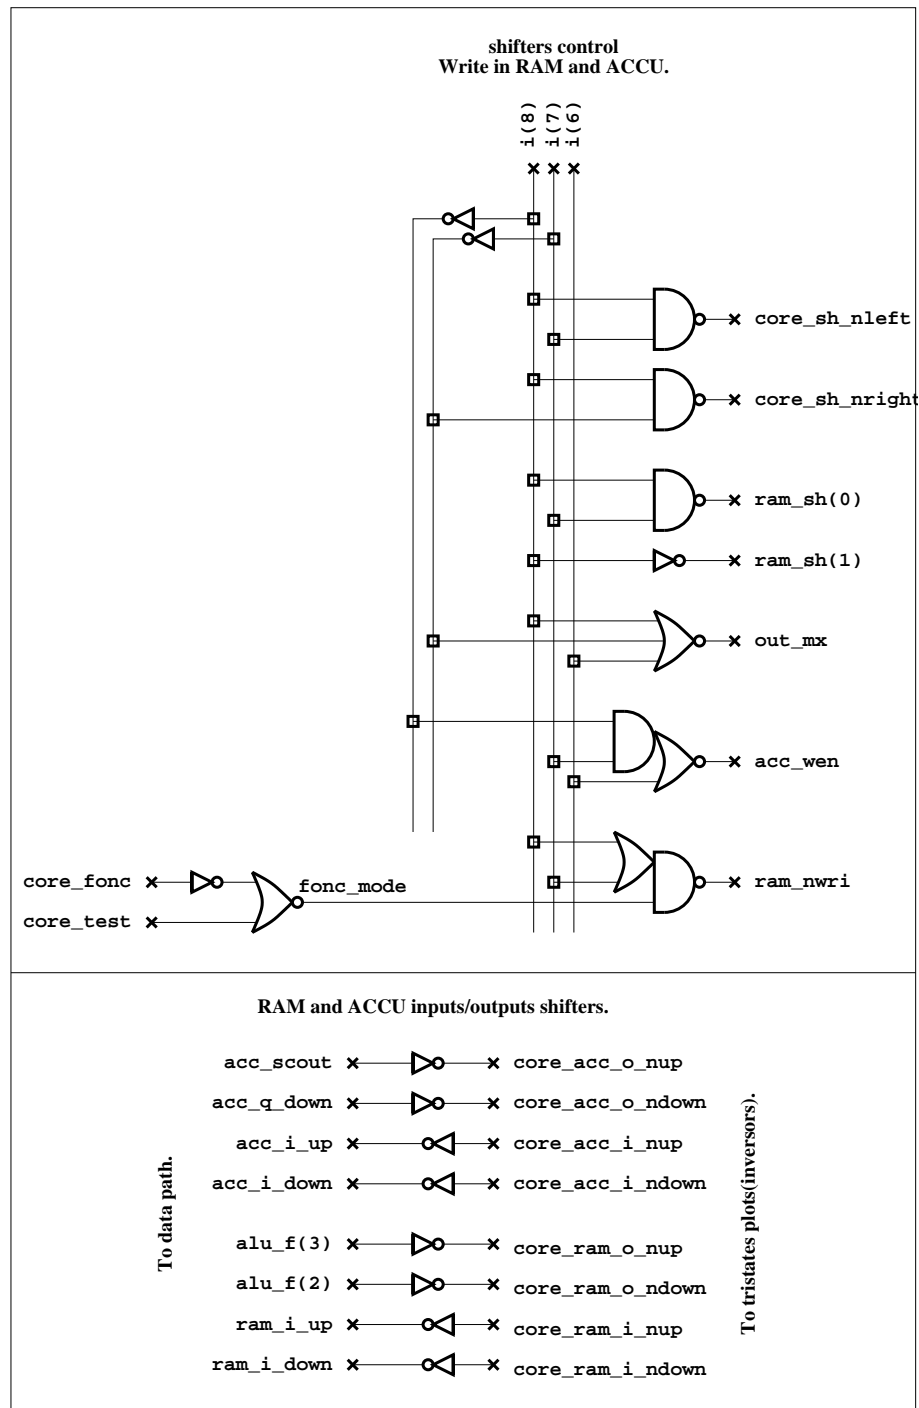 shifters control
Write in RAM and ACCU.
i(8)
i(7)
i(6)
core_sh_nleft
core_sh_nright
ram_sh(0)
ram_sh(1)
out_mx
acc_wen
core_fonc
fonc_mode
ram_nwri
core_test
RAM and ACCU inputs/outputs shifters.
acc_scout core_acc_o_nup
acc_q_down core_acc_o_ndown
acc_i_up core_acc_i_nup
acc_i_down core_acc_i_ndown
alu_f(3) core_ram_o_nup
alu_f(2) core_ram_o_ndown
ram_i_up core_ram_i_nup
ram_i_down core_ram_i_ndown
To data path.
To tristates plots(inversors).